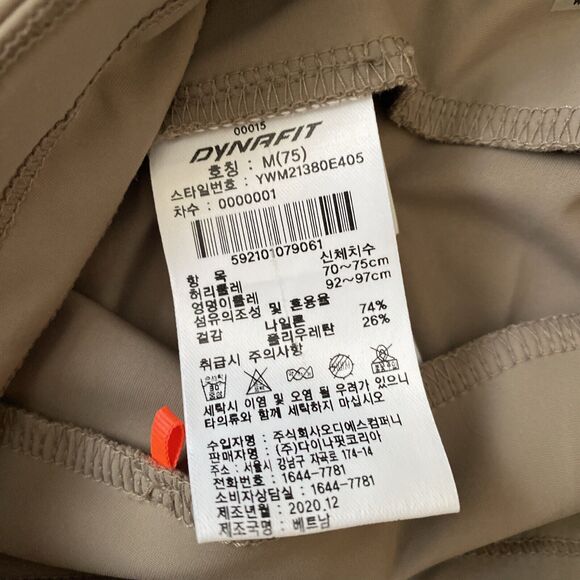 00015
DYNAFIT
호칭 : M(75)
스타일번호 : YWM21380E405
차수 : 0000001
592101079061
항 목 신체치수
허리둘레 70~75cm
엉덩이둘레 92~97cm
섬유의조성 및 혼용율
겉감 나일론 74%
폴리우레탄 26%
취급시 주의사항
세탁시 이염 및 오염 될 우려가 있으니
타의류와 함께 세탁하지 마십시오
수입자명 : 주식회사오디에스컴퍼니
판매자명 : (주)다이나핏코리아
주소 : 서울시 강남구 자곡로 174-14
전화번호 : 1644-7781
소비자상담실 : 1644-7781
제조년월 : 2020.12
제조국명 : 베트남